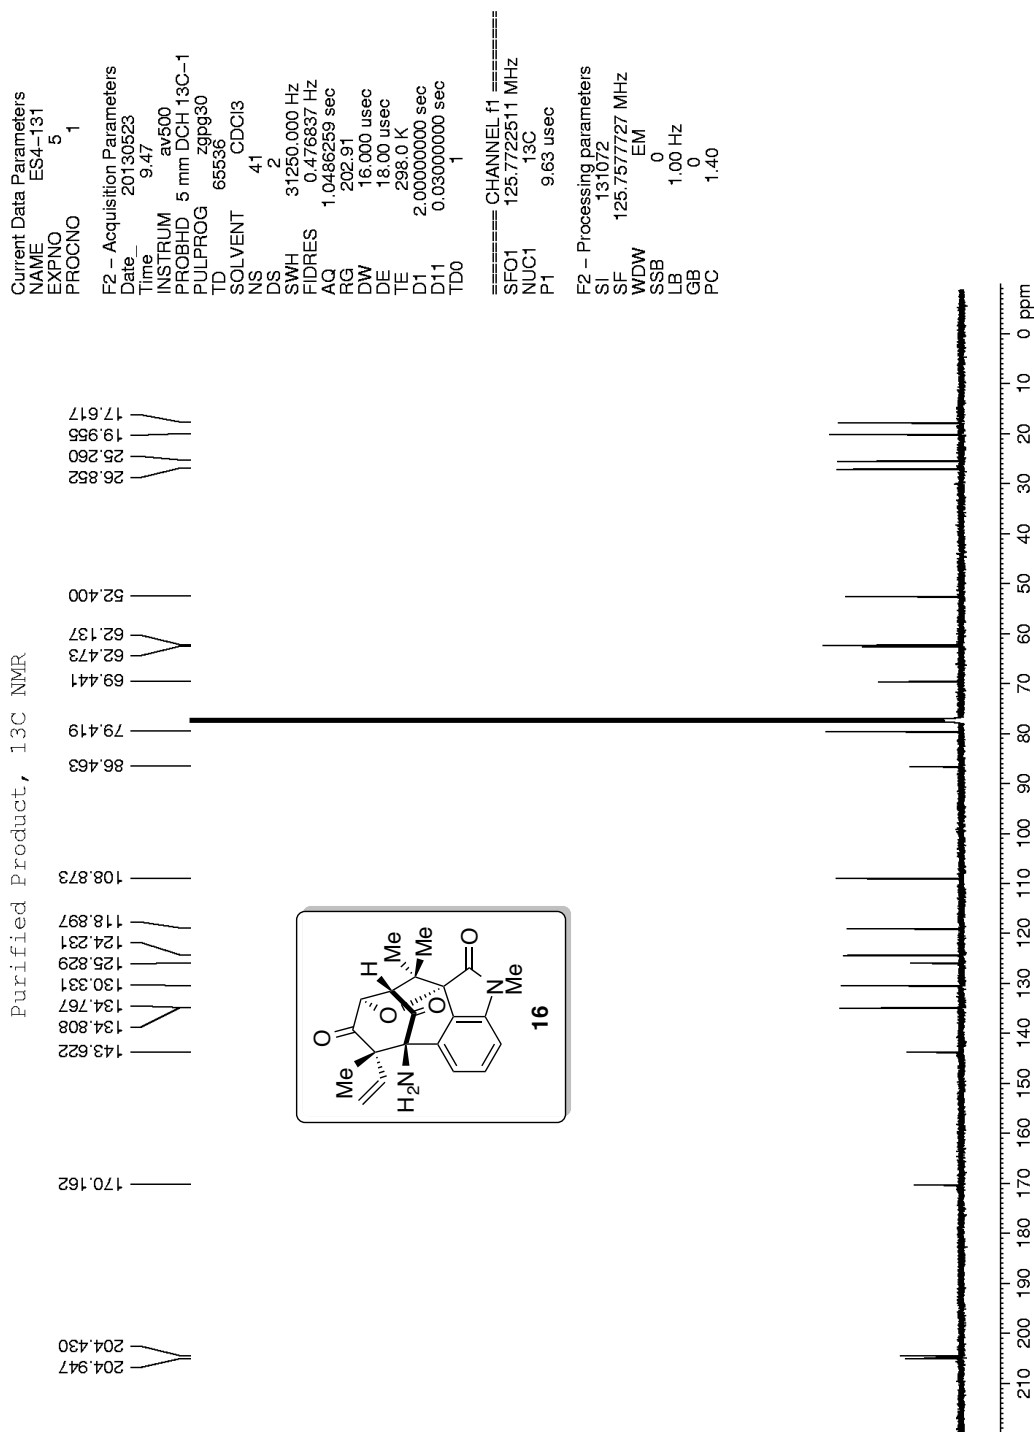 Purified Product, 13C NMR
204.947
204.430
170.162
143.622
134.808
134.767
130.331
125.829
124.231
118.897
108.873
86.463
79.419
69.441
62.473
62.137
52.400
26.852
25.260
19.955
17.617
Current Data Parameters
NAME ES4-131
EXPNO 5
PROCNO 1
F2 - Acquisition Parameters
Date_ 20130523
Time 9.47
INSTRUM av500
PROBHD 5 mm DCH 13C-1
PULPROG zgpg30
TD 65536
SOLVENT CDCl3
NS 41
DS 2
SWH 31250.000 Hz
FIDRES 0.476837 Hz
AQ 1.0486259 sec
RG 202.91
DW 16.000 usec
DE 18.00 usec
TE 298.0 K
D1 2.00000000 sec
D11 0.03000000 sec
TD0 1
======== CHANNEL f1 ========
SFO1 125.7722511 MHz
NUC1 13C
P1 9.63 usec
F2 - Processing parameters
SI 131072
SF 125.7577727 MHz
WDW EM
SSB 0
LB 1.00 Hz
GB 0
PC 1.40
O
H
Me
Me
Me
O
O
O
H2N
N
Me
16
210 200 190 180 170 160 150 140 130 120 110 100 90 80 70 60 50 40 30 20 10 0 ppm